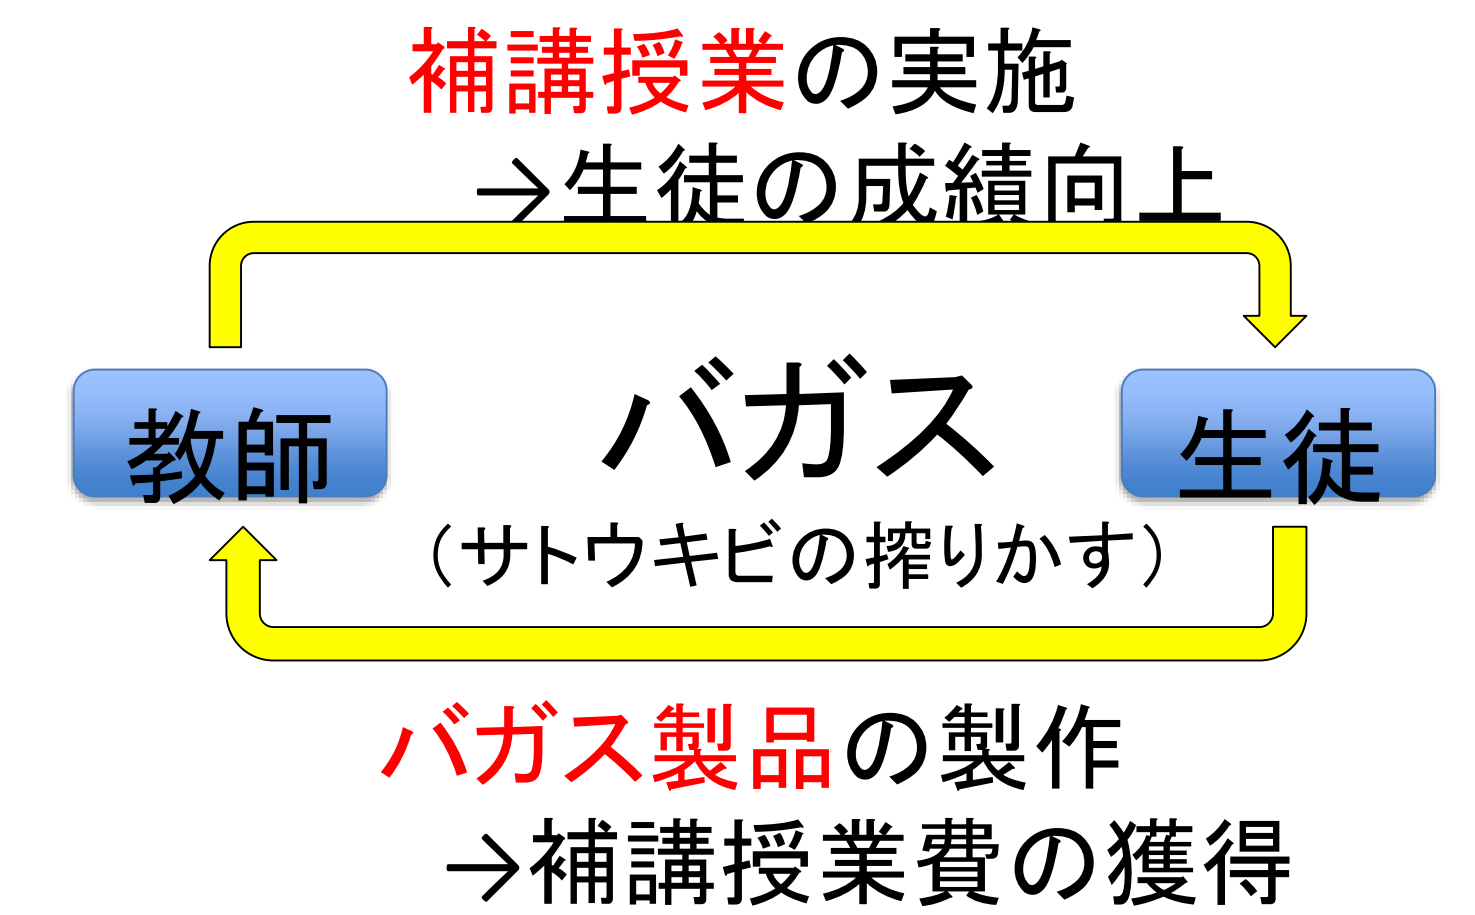 補講授業の実施
→生徒の成績向上
教師
バガス
生徒
（サトウキビの搾りかす）
バガス製品の製作
→補講授業費の獲得